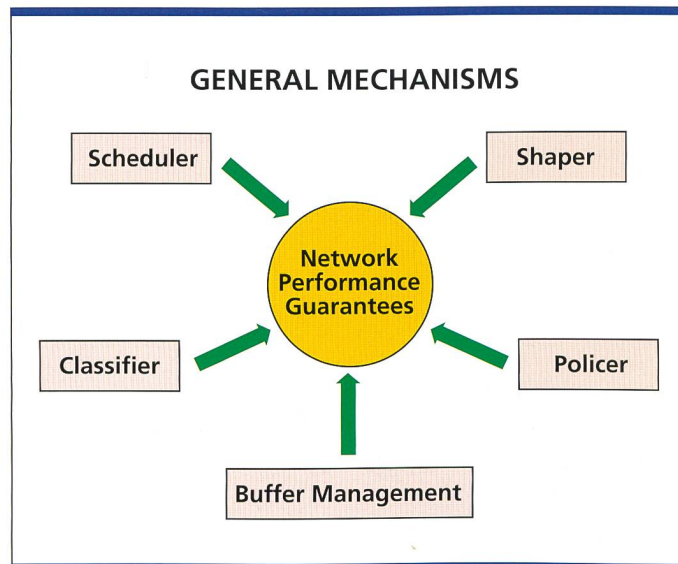 GENERAL MECHANISMS
Scheduler
Shaper
Network
Performance
Guarantees
Classifier
Policer
Buffer Management